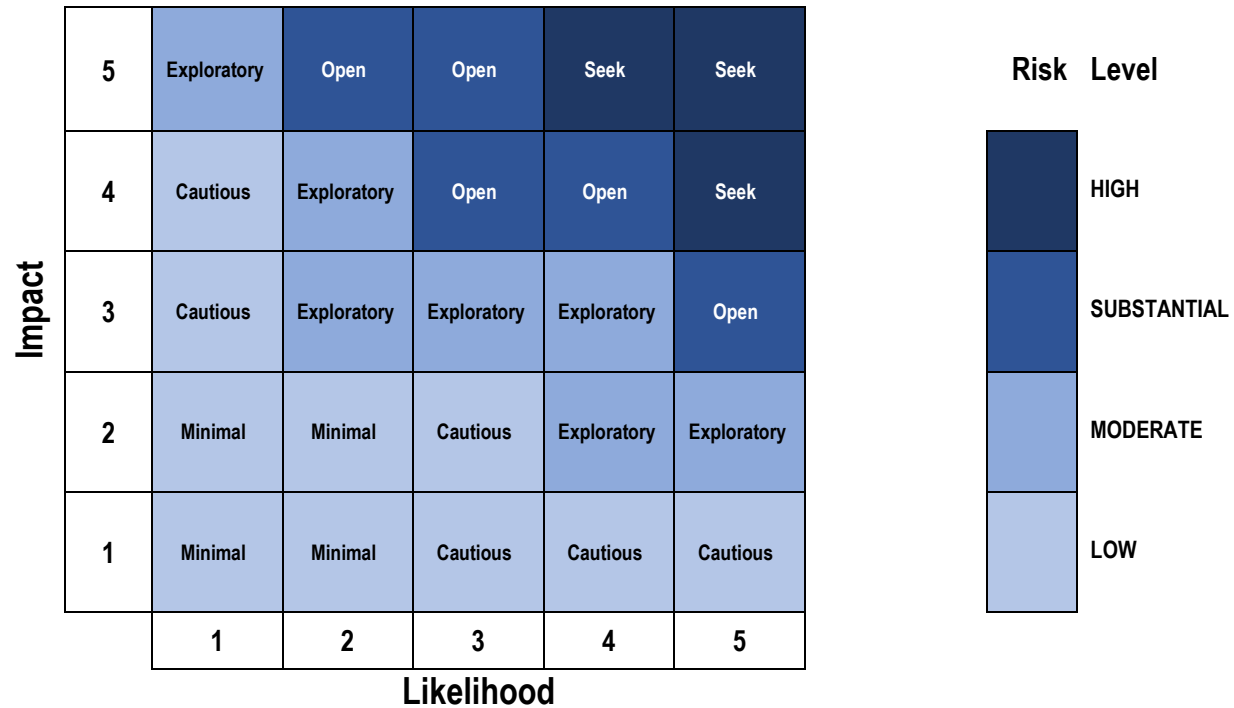 5 Exploratory Open Open Seek Seek
4 Cautious Exploratory Open Open Seek
3 Cautious Exploratory Exploratory Exploratory Open
2 Minimal Minimal Cautious Exploratory Exploratory
1 Minimal Minimal Cautious Cautious Cautious
1 2 3 4 5
Impact
Likelihood
Risk Level
HIGH
SUBSTANTIAL
MODERATE
LOW